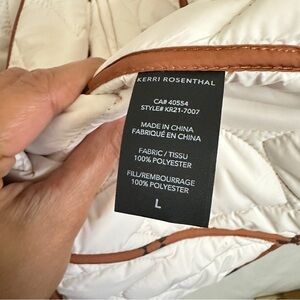 KERRI ROSENTHAL
CA# 40554
STYLE# KR21-7007
MADE IN CHINA
FABRIQUÉ EN CHINA
FABRIC / TISSU
100% POLYESTER
FILL/REMBOURRAGE
100% POLYESTER
L